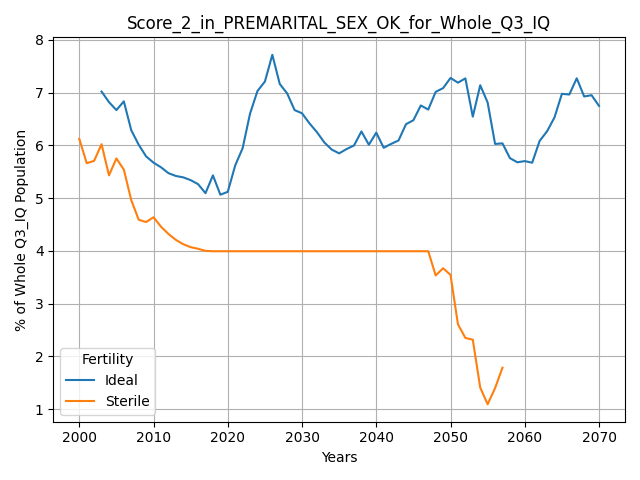 Score_2_in_PREMARITAL_SEX_OK_for_Whole_Q3_IQ
% of Whole Q3_IQ Population
8
7
6
5
4
3
2
1
Fertility
Ideal
Sterile
2000 2010 2020 2030 2040 2050 2060 2070
Years